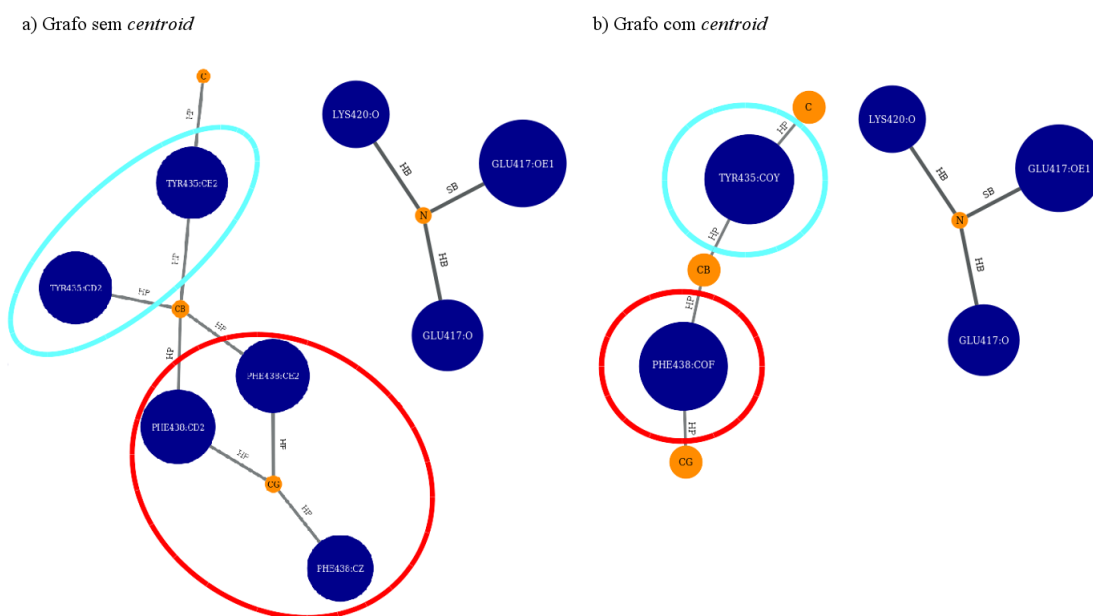 a) Grafo sem centroid
b) Grafo com centroid
C
HP
TYR435:CE2
HP
TYR435:CD2
HP
CB
HP
HP
PHE438:CE2
PHE438:CD2
HP
HP
CG
HP
PHE438:CZ
LYS420:O
GLU417:OE1
HB
SB
N
HB
GLU417:O
C
HP
TYR435:COY
HP
CB
HP
PHE438:COF
HP
CG
LYS420:O
GLU417:OE1
HB
SB
N
HB
GLU417:O